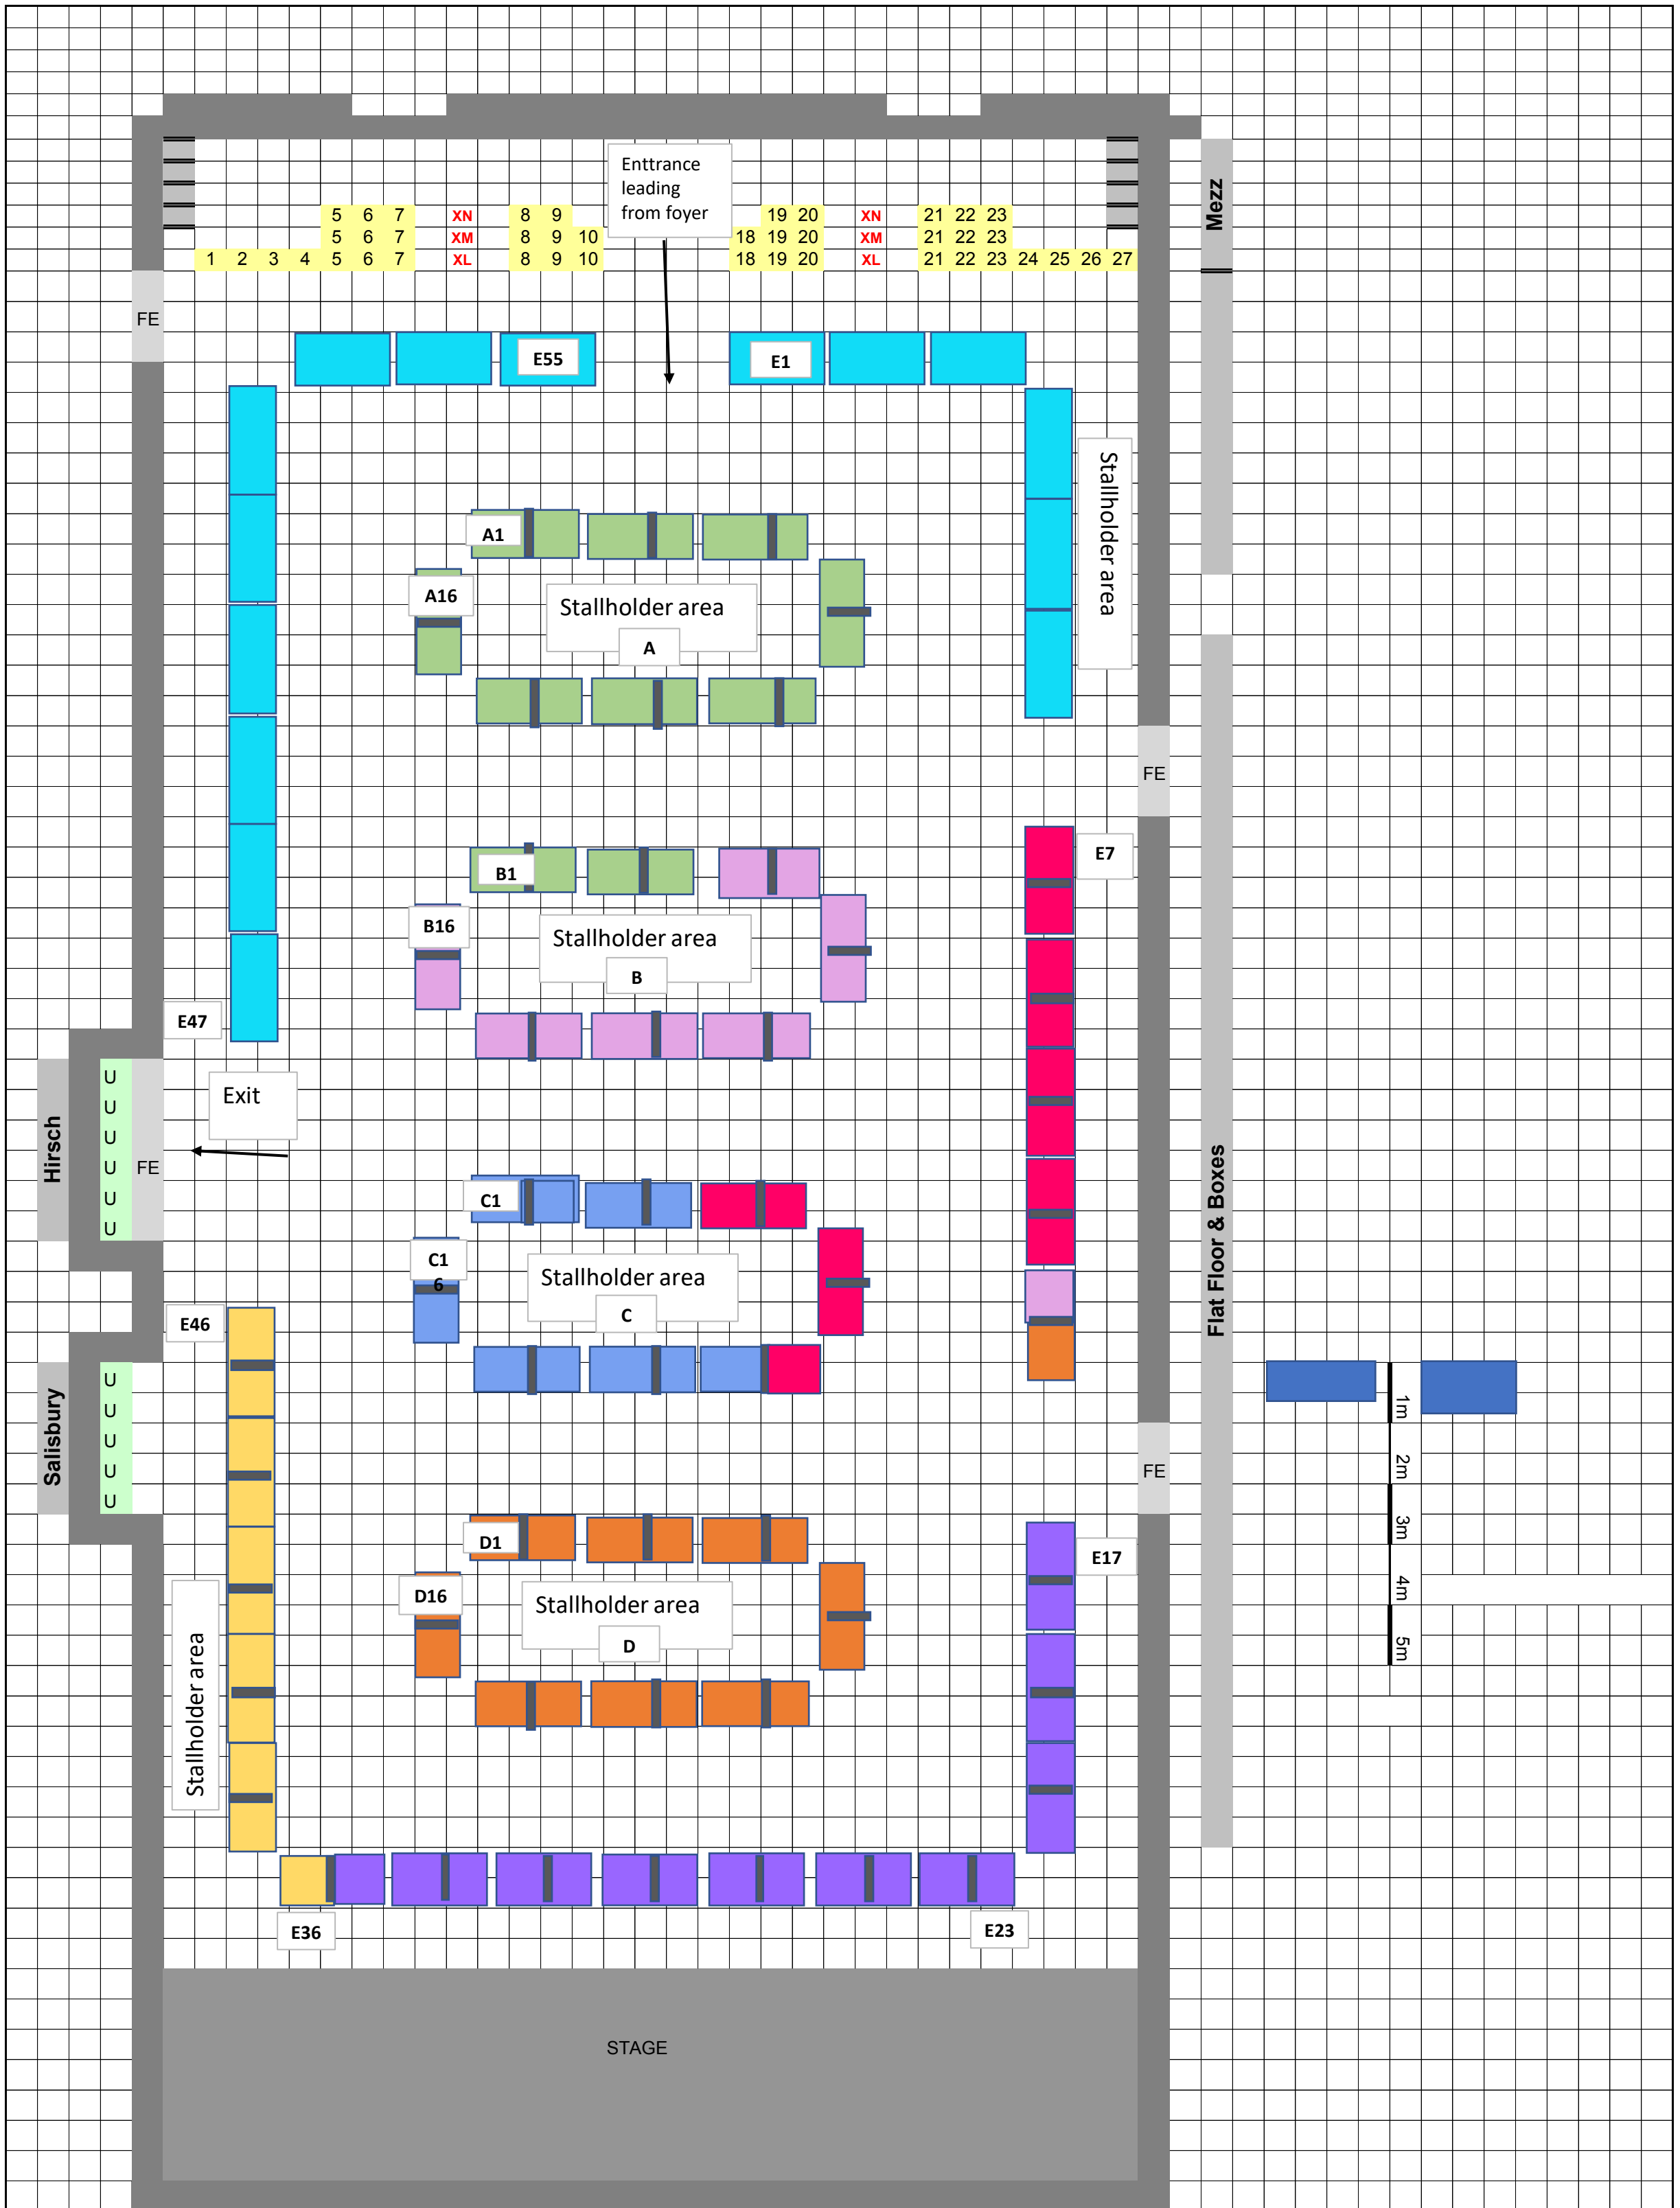 Enttrance
leading
from foyer
Mezz
5 6 7 XN 8 9 19 20 XN 21 22 23
5 6 7 XM 8 9 10 18 19 20 XM 21 22 23
1 2 3 4 5 6 7 XL 8 9 10 18 19 20 XL 21 22 23 24 25 26 27
FE
E55
E1
Stallholder area
A1
A16
Stallholder area
A
FE
E7
B1
B16
Stallholder area
B
E47
Hirsch
U
U
U
U
U
U
FE
Exit
Flat Floor & Boxes
C1
C1
6
Stallholder area
C
E46
Salisbury
U
U
U
U
U
1m
2m
3m
4m
5m
FE
D1
E17
D16
Stallholder area
D
Stallholder area
E36
E23
STAGE